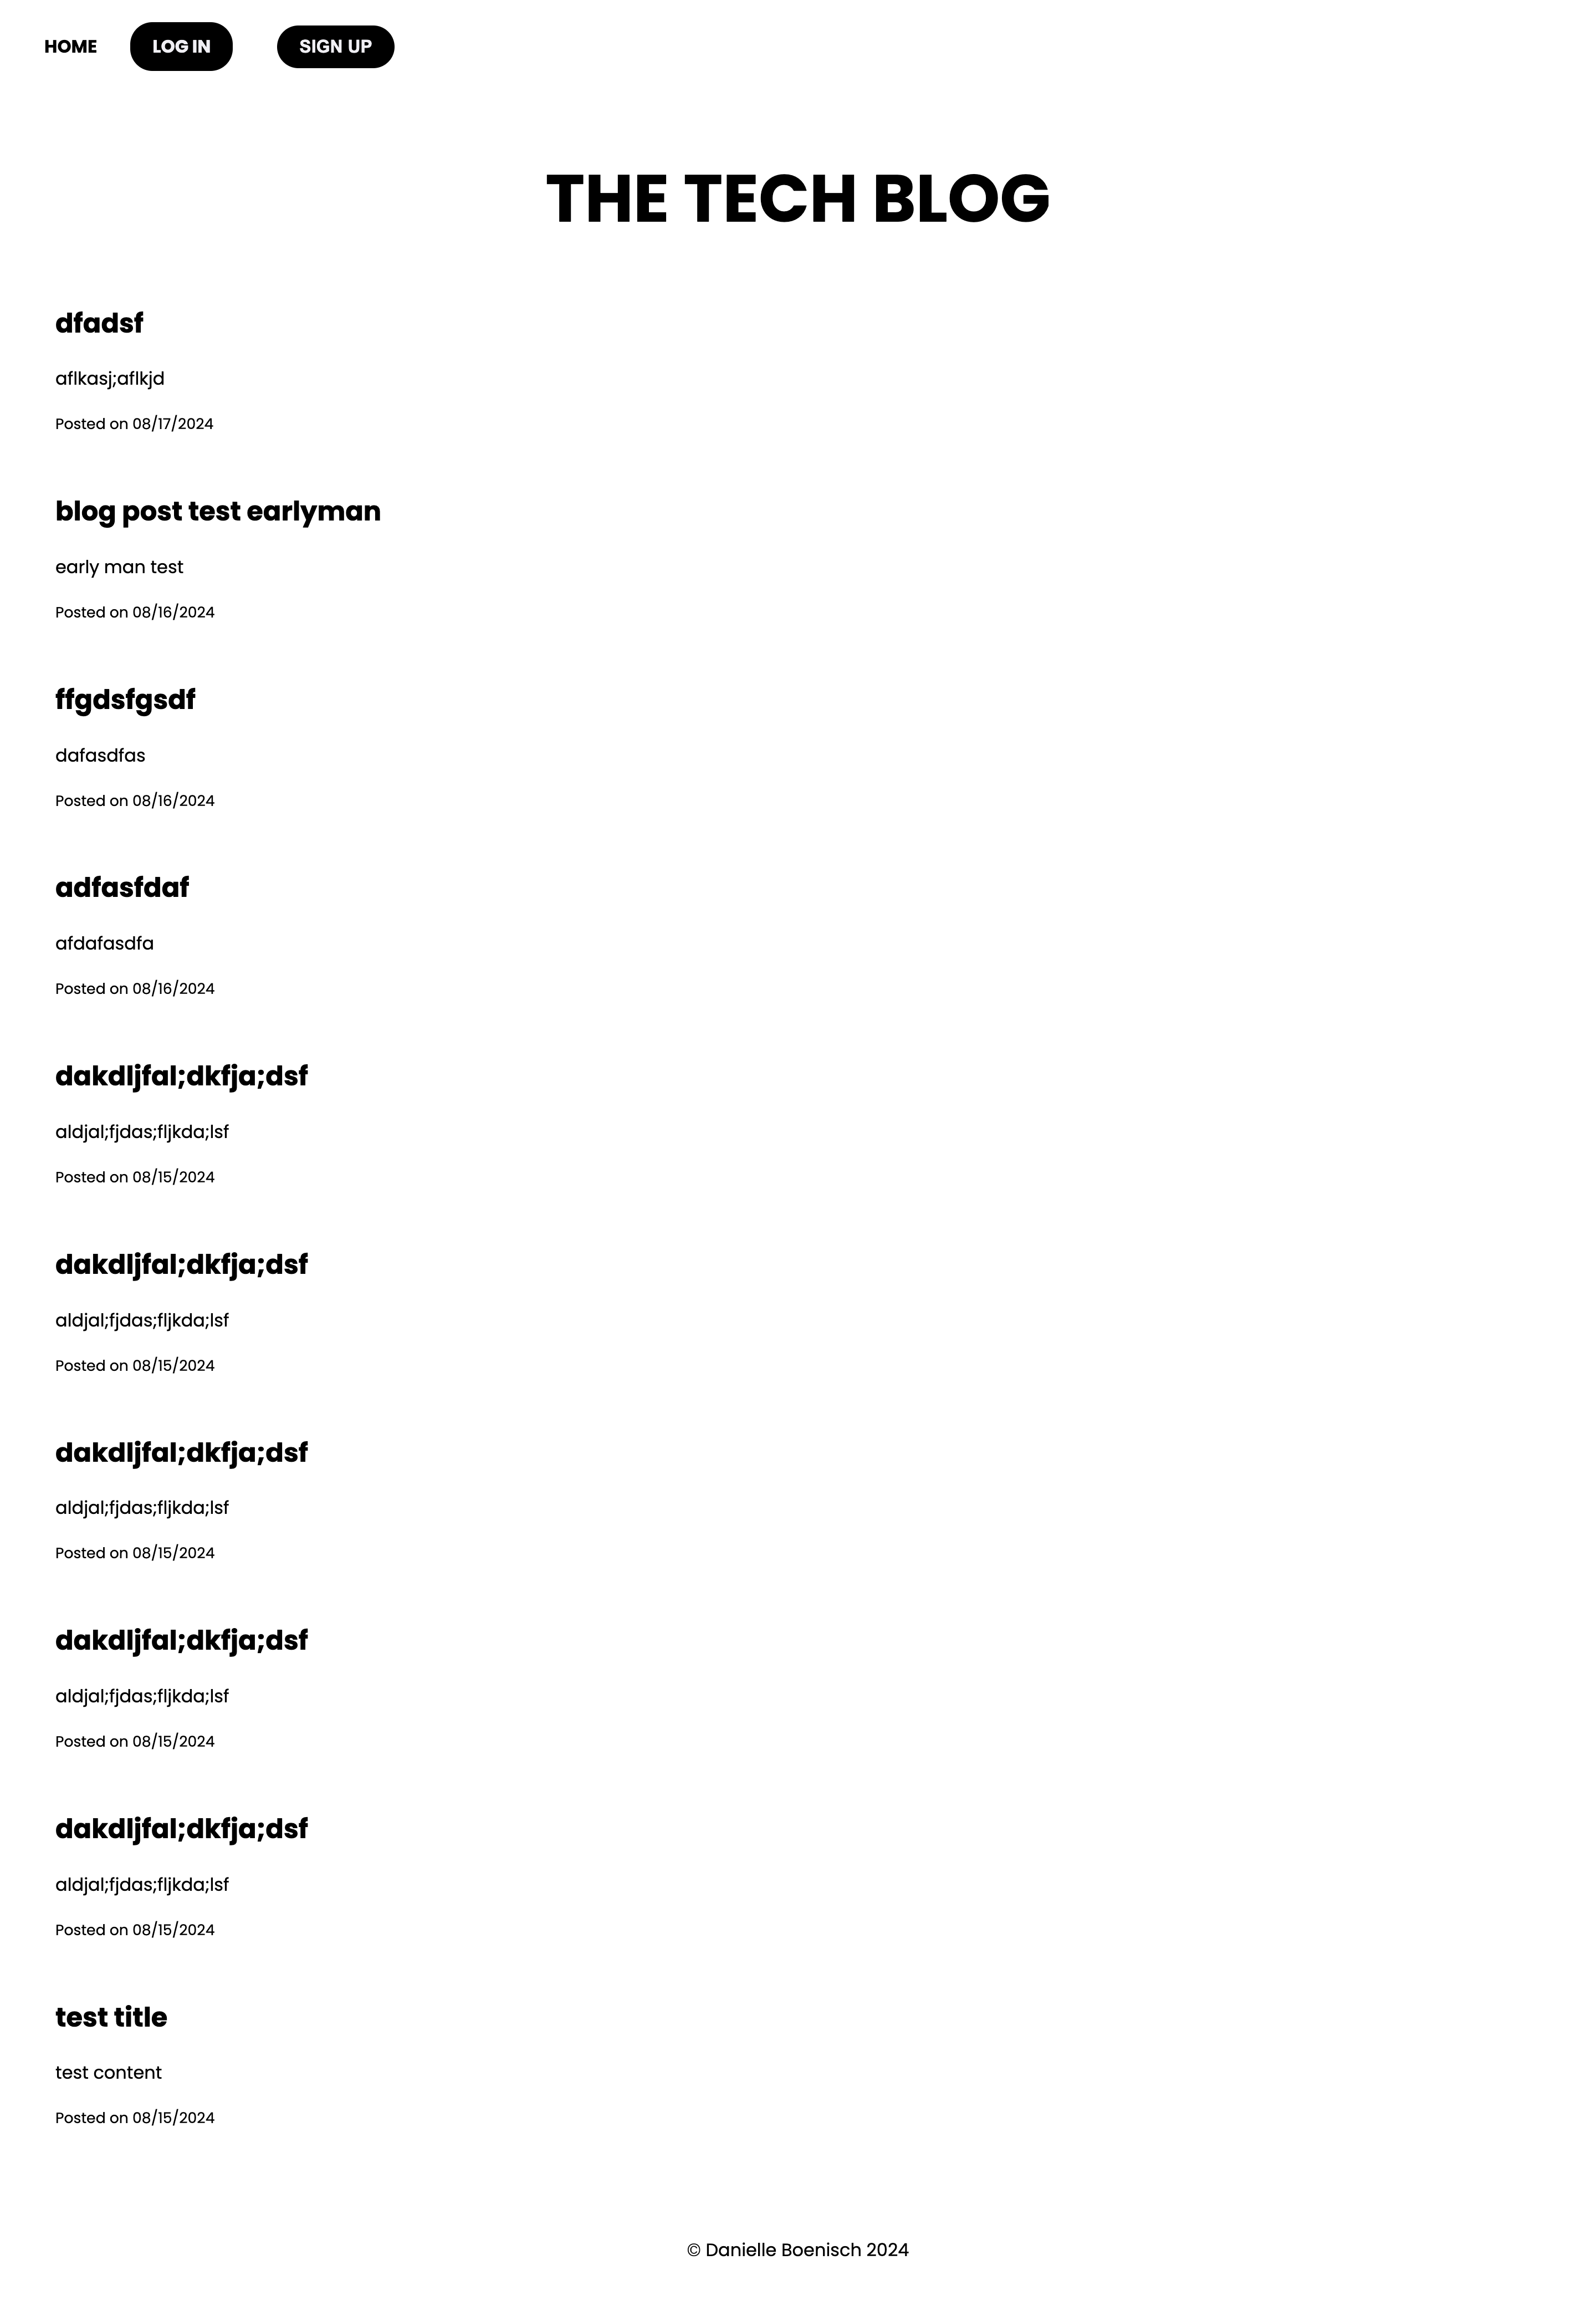 HOME LOG IN SIGN UP
THE TECH BLOG
dfadsf
aflkasj;aflkjd
Posted on 08/17/2024
blog post test earlyman
early man test
Posted on 08/16/2024
ffgdsfgsdf
dafasdfas
Posted on 08/16/2024
adfasfdaf
afdafasdfa
Posted on 08/16/2024
dakdljfal;dkfja;dsf
aldjal;fjdas;fljkda;lsf
Posted on 08/15/2024
dakdljfal;dkfja;dsf
aldjal;fjdas;fljkda;lsf
Posted on 08/15/2024
dakdljfal;dkfja;dsf
aldjal;fjdas;fljkda;lsf
Posted on 08/15/2024
dakdljfal;dkfja;dsf
aldjal;fjdas;fljkda;lsf
Posted on 08/15/2024
dakdljfal;dkfja;dsf
aldjal;fjdas;fljkda;lsf
Posted on 08/15/2024
test title
test content
Posted on 08/15/2024
© Danielle Boenisch 2024